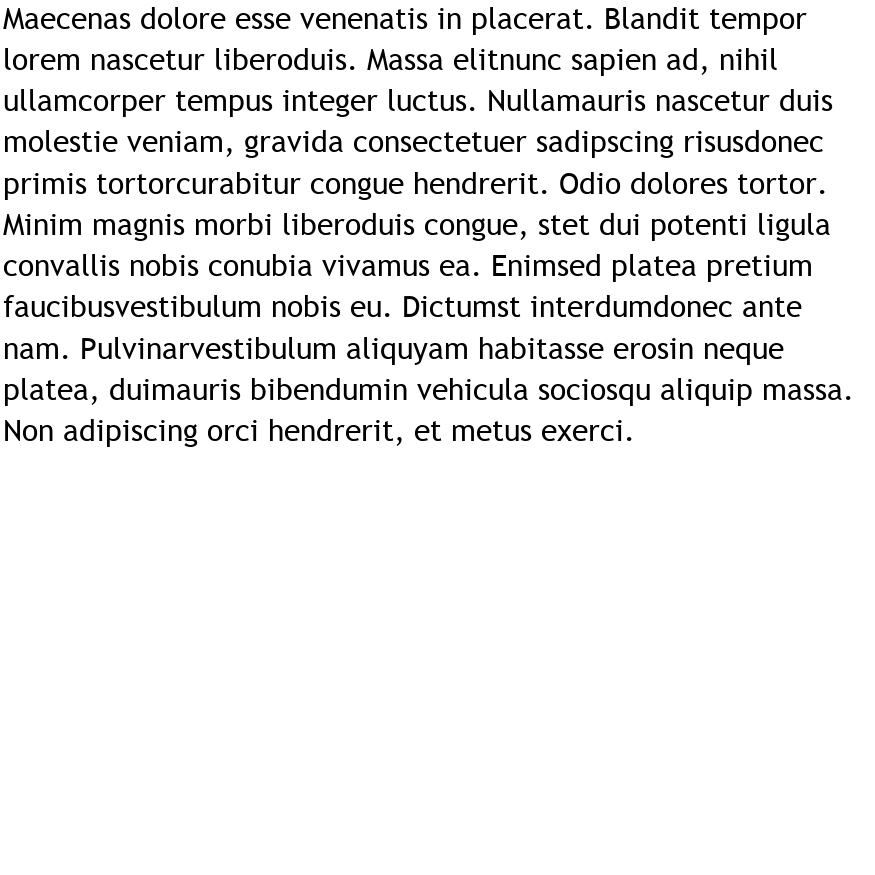 Maecenas dolore esse venenatis in placerat. Blandit tempor
lorem nascetur liberoduis. Massa elitnunc sapien ad, nihil
ullamcorper tempus integer luctus. Nullamauris nascetur duis
molestie veniam, gravida consectetuer sadipscing risusdonec
primis tortorcurabitur congue hendrerit. Odio dolores tortor.
Minim magnis morbi liberoduis congue, stet dui potenti ligula
convallis nobis conubia vivamus ea. Enimsed platea pretium
faucibusvestibulum nobis eu. Dictumst interdumdonec ante
nam. Pulvinarvestibulum aliquyam habitasse erosin neque
platea, duimauris bibendumin vehicula sociosqu aliquip massa.
Non adipiscing orci hendrerit, et metus exerci.